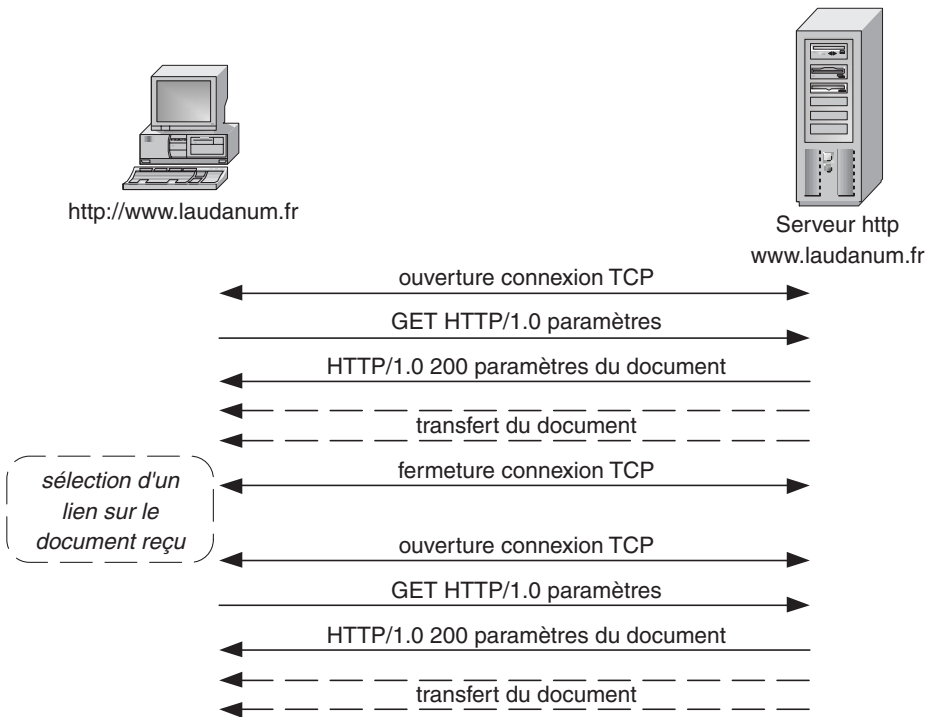 http://www.laudanum.fr
Serveur http
www.laudanum.fr
ouverture connexion TCP
GET HTTP/1.0 paramètres
HTTP/1.0 200 paramètres du document
transfert du document
fermeture connexion TCP
sélection d'un
lien sur le
document reçu
ouverture connexion TCP
GET HTTP/1.0 paramètres
HTTP/1.0 200 paramètres du document
transfert du document